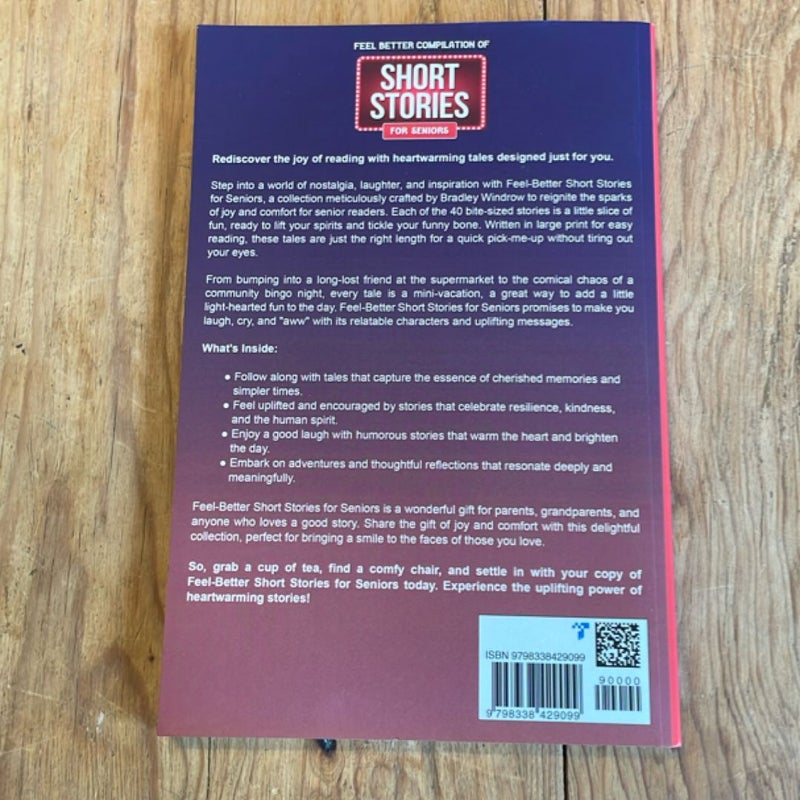 FEEL BETTER COMPILATION OF
SHORT
STORIES
FOR SENIORS
Rediscover the joy of reading with heartwarming tales designed just for you.
Step into a world of nostalgia, laughter, and inspiration with Feel-Better Short Stories
for Seniors, a collection meticulously crafted by Bradley Windrow to reignite the sparks
of joy and comfort for senior readers. Each of the 40 bite-sized stories is a little slice of
fun, ready to lift your spirits and tickle your funny bone. Written in large print for easy
reading, these tales are just the right length for a quick pick-me-up without tiring out
your eyes.
From bumping into a long-lost friend at the supermarket to the comical chaos of a
community bingo night, every tale is a mini-vacation, a great way to add a little
light-hearted fun to the day. Feel-Better Short Stories for Seniors promises to make you
laugh, cry, and "aww" with its relatable characters and uplifting messages.
What's Inside:
● Follow along with tales that capture the essence of cherished memories and
simpler times.
● Feel uplifted and encouraged by stories that celebrate resilience, kindness,
and the human spirit.
● Enjoy a good laugh with humorous stories that warm the heart and brighten
the day.
● Embark on adventures and thoughtful reflections that resonate deeply and
meaningfully.
Feel-Better Short Stories for Seniors is a wonderful gift for parents, grandparents, and
anyone who loves a good story. Share the gift of joy and comfort with this delightful
collection, perfect for bringing a smile to the faces of those you love.
So, grab a cup of tea, find a comfy chair, and settle in with your copy of
Feel-Better Short Stories for Seniors today. Experience the uplifting power of
heartwarming stories!
ISBN 9798338429099
90000
9 798338 429099